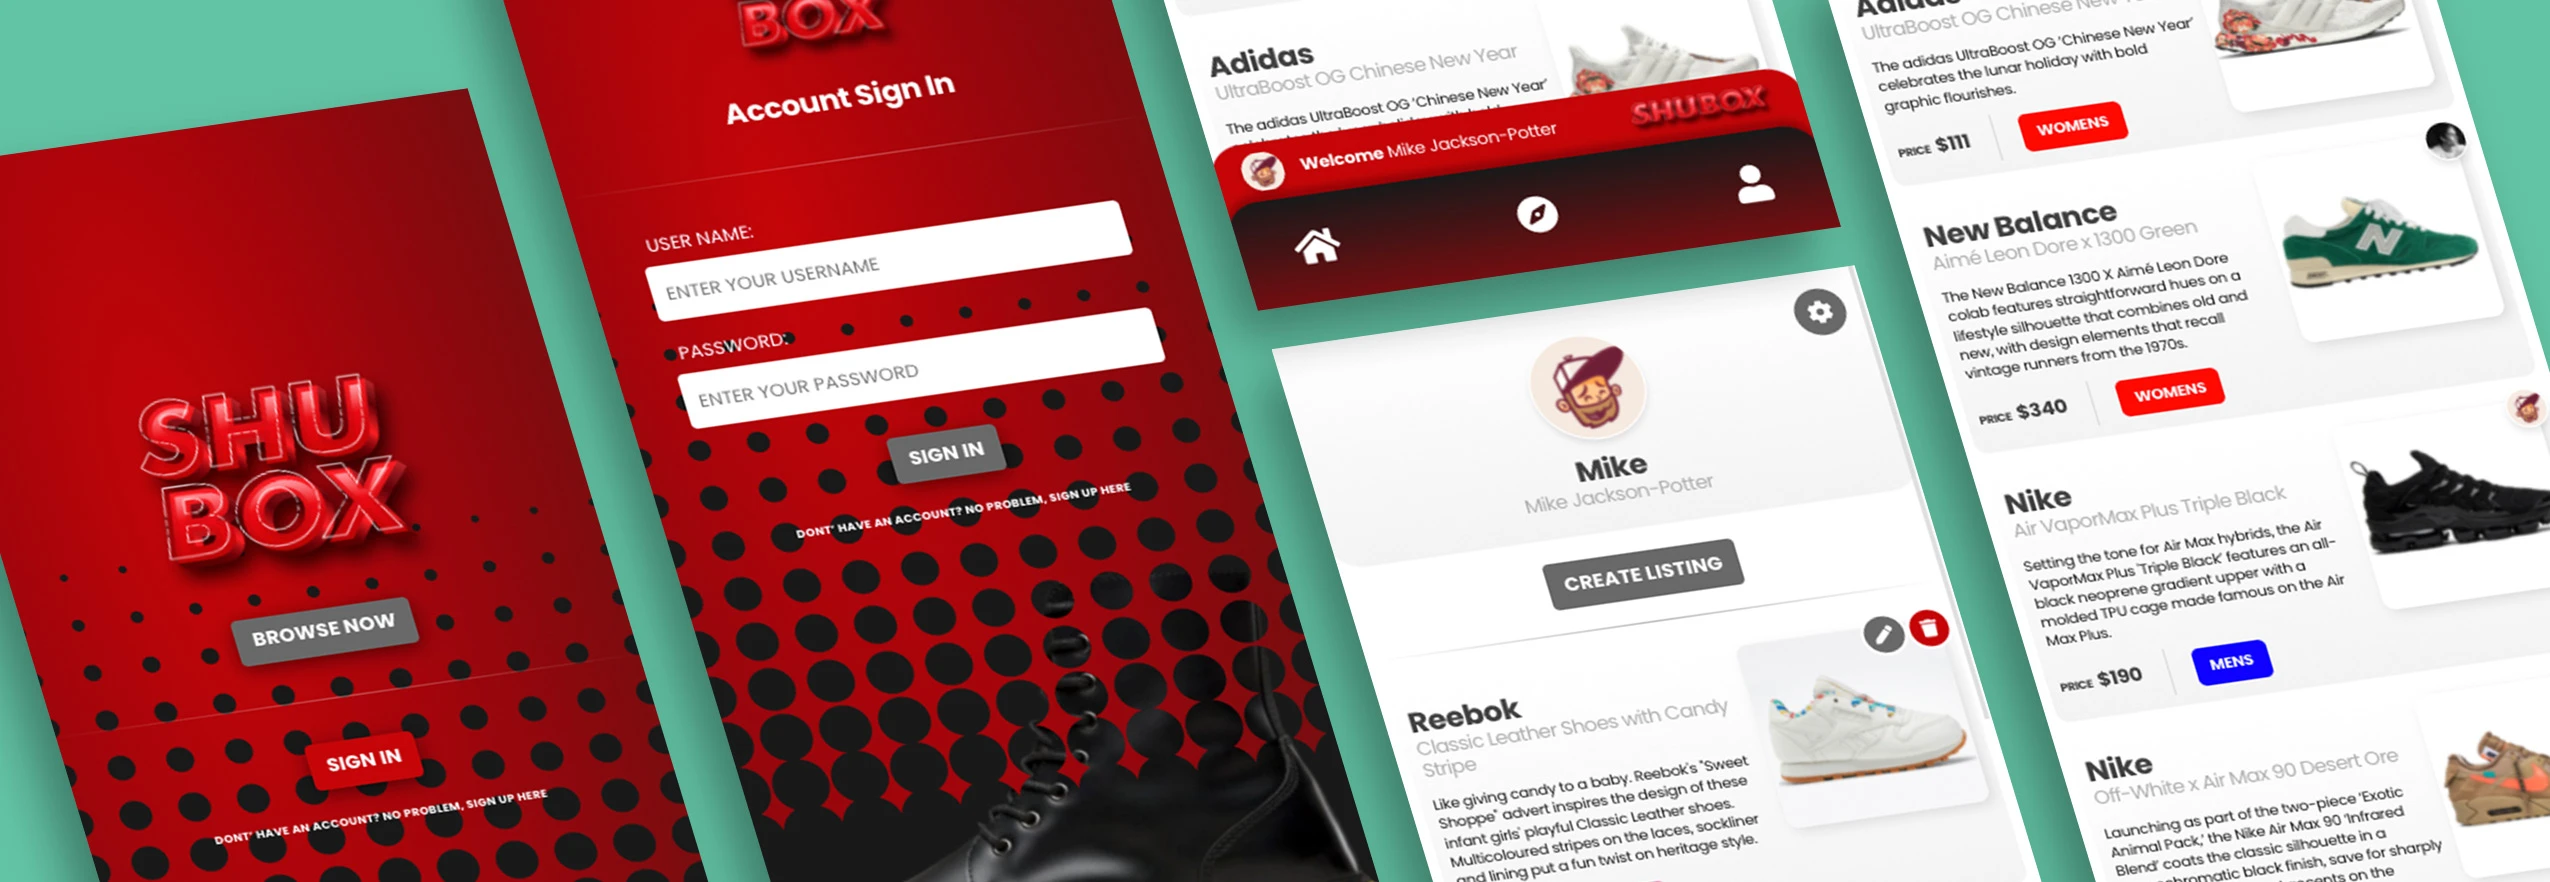 SHU
BOX
BROWSE NOW
SIGN IN
DONT' HAVE AN ACCOUNT? NO PROBLEM, SIGN UP HERE
BOX
Account Sign In
USER NAME:
ENTER YOUR USERNAME
PASSWORD:
ENTER YOUR PASSWORD
SIGN IN
DONT' HAVE AN ACCOUNT? NO PROBLEM, SIGN UP HERE
Adidas
UltraBoost OG Chinese New Year
The adidas UltraBoost OG 'Chinese New Year'
SHUBOX
Welcome Mike Jackson-Potter
Mike
Mike Jackson-Potter
CREATE LISTING
Reebok
Classic Leather Shoes with Candy
Stripe
Like giving candy to a baby. Reebok's "Sweet
Shoppe" advert inspires the design of these
infant girls' playful Classic Leather shoes.
Multicoloured stripes on the laces, sockliner
and lining put a fun twist on heritage style.
Adidas
UltraBoost OG Chinese New
The adidas UltraBoost OG 'Chinese New Year'
celebrates the lunar holiday with bold
graphic flourishes.
PRICE $111
WOMENS
New Balance
Aimé Leon Dore x 1300 Green
The New Balance 1300 X Aimé Leon Dore
colab features straightforward hues on a
lifestyle silhouette that combines old and
new, with design elements that recall
vintage runners from the 1970s.
PRICE $340
WOMENS
N
Nike
Air VaporMax Plus Triple Black
Setting the tone for Air Max hybrids, the Air
VaporMax Plus 'Triple Black' features an all-
black neoprene gradient upper with a
molded TPU cage made famous on the Air
Max Plus.
PRICE $190
MENS
Nike
Off-White x Air Max 90 Desert Ore
Launching as part of the two-piece 'Exotic
Animal Pack,' the Nike Air Max 90 'Infrared
Blend' coats the classic silhouette in a
black finish, save for sharply
on the